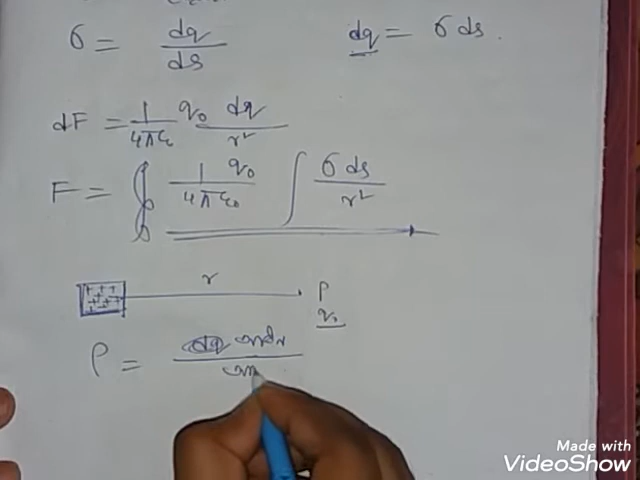 σ = dq/ds dq = σ ds.
dF = 1/4πε₀ q₀ dq/r²
F = 1/4πε₀ q₀ ∫ σ ds/r²
r
P
q₀
ρ =
Made with
VideoShow